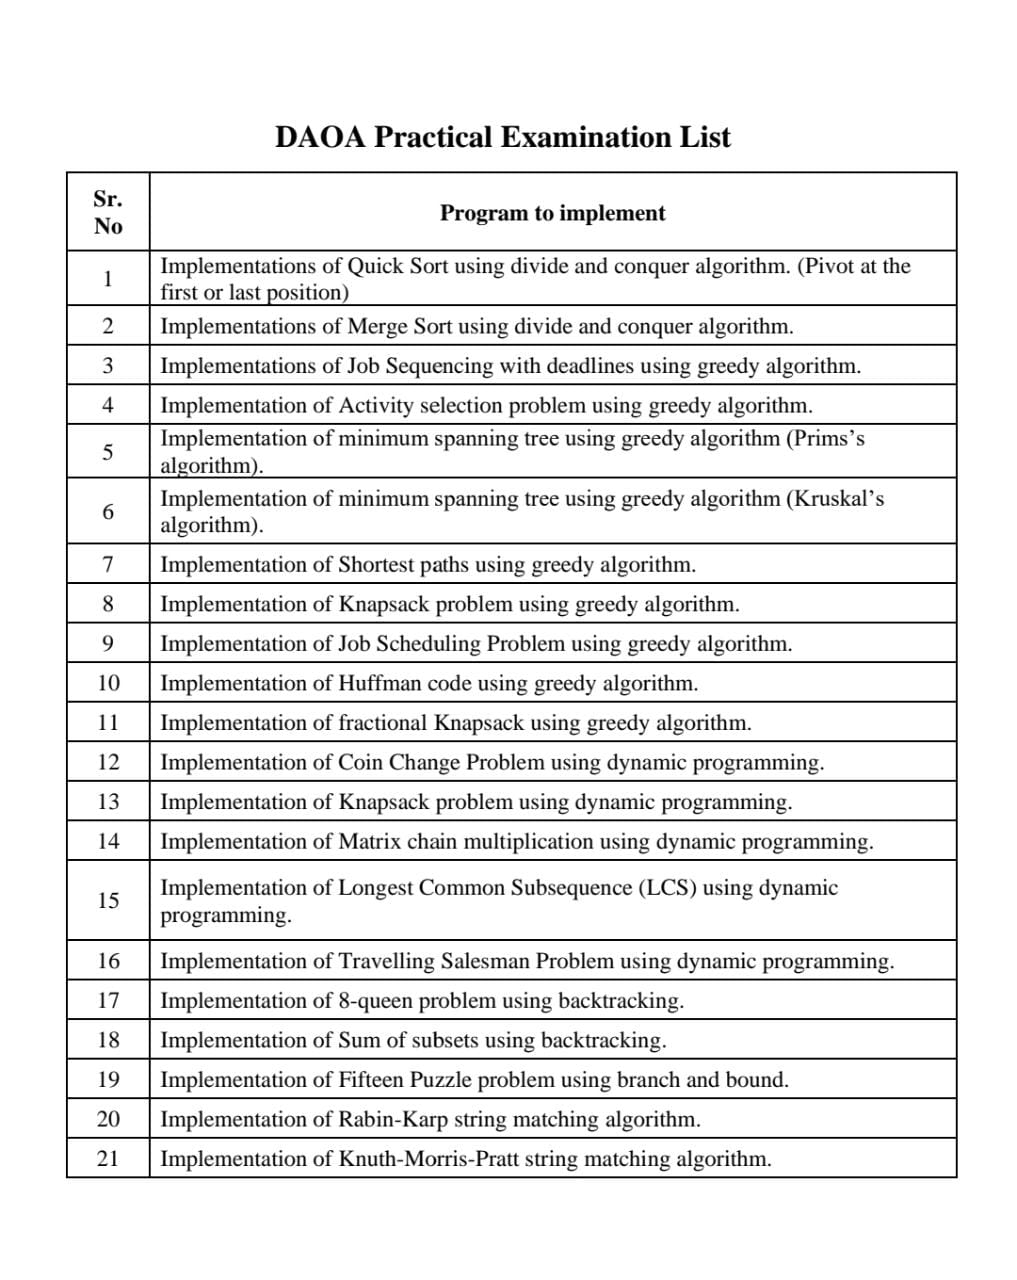 DAOA Practical Examination List
Sr.
No
Program to implement
1
Implementations of Quick Sort using divide and conquer algorithm. (Pivot at the
first or last position)
2
Implementations of Merge Sort using divide and conquer algorithm.
3
Implementations of Job Sequencing with deadlines using greedy algorithm.
4
Implementation of Activity selection problem using greedy algorithm.
5
Implementation of minimum spanning tree using greedy algorithm (Prims’s
algorithm).
6
Implementation of minimum spanning tree using greedy algorithm (Kruskal’s
algorithm).
7
Implementation of Shortest paths using greedy algorithm.
8
Implementation of Knapsack problem using greedy algorithm.
9
Implementation of Job Scheduling Problem using greedy algorithm.
10
Implementation of Huffman code using greedy algorithm.
11
Implementation of fractional Knapsack using greedy algorithm.
12
Implementation of Coin Change Problem using dynamic programming.
13
Implementation of Knapsack problem using dynamic programming.
14
Implementation of Matrix chain multiplication using dynamic programming.
15
Implementation of Longest Common Subsequence (LCS) using dynamic
programming.
16
Implementation of Travelling Salesman Problem using dynamic programming.
17
Implementation of 8-queen problem using backtracking.
18
Implementation of Sum of subsets using backtracking.
19
Implementation of Fifteen Puzzle problem using branch and bound.
20
Implementation of Rabin-Karp string matching algorithm.
21
Implementation of Knuth-Morris-Pratt string matching algorithm.